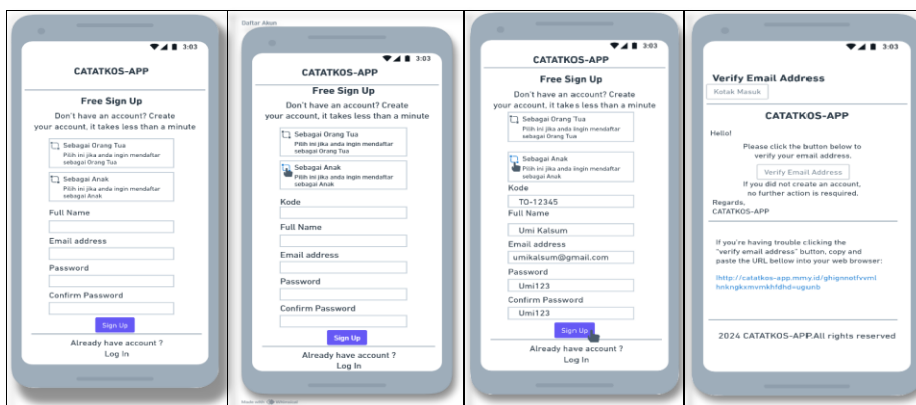 3:03
CATATKOS-APP
Free Sign Up
Don't have an account? Create
your account, it takes less than a minute
Sebagai Orang Tua
Pilih ini jika anda ingin mendaftar
sebagai Orang Tua
Sebagai Anak
Pilih ini jika anda ingin mendaftar
sebagai Anak
Full Name
Email address
Password
Confirm Password
Sign Up
Already have account ?
Log In
Daftar Akun
3:03
CATATKOS-APP
Free Sign Up
Don't have an account? Create
your account, it takes less than a minute
Sebagai Orang Tua
Pilih ini jika anda ingin mendaftar
sebagai Orang Tua
Sebagai Anak
Pilih ini jika anda ingin mendaftar
sebagai Anak
Kode
Full Name
Email address
Password
Confirm Password
Sign Up
Already have account ?
Log In
Made with
3:03
CATATKOS-APP
Free Sign Up
Don't have an account? Create
your account, it takes less than a minute
Sebagai Orang Tua
Pilih ini jika anda ingin mendaftar
sebagai Orang Tua
Sebagai Anak
Pilih ini jika anda ingin mendaftar
sebagai Anak
Kode
TO-12345
Full Name
Umi Kalsum
Email address
umikalsum@gmail.com
Password
Umi123
Confirm Password
Umi123
Sign Up
Already have account ?
Log In
3:03
Verify Email Address
Kotak Masuk
CATATKOS-APP
Hello!
Please click the button below to
verify your email address.
Verify Email Address
If you did not create an account,
no further action is resquired.
Regards,
CATATKOS-APP
If you're having trouble clicking the
"verify email address" button, copy and
paste the URL bellow into your web browser:
2024 CATATKOS-APP.All rights reserved